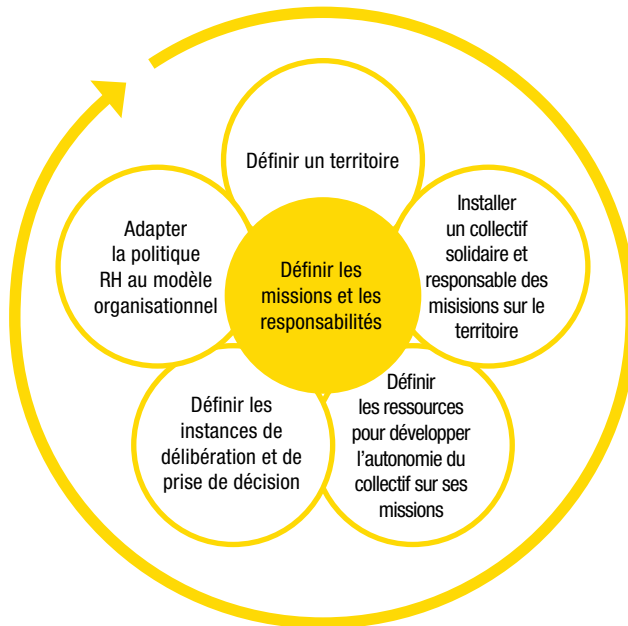 Définir un territoire
Installer
un collectif
solidaire et
responsable des
misisions sur le
territoire
Définir
les ressources
pour développer
l'autonomie du
collectif sur ses
missions
Définir les
instances de
délibération et de
prise de décision
Adapter
la politique
RH au modèle
organisationnel
Définir les
missions et les
responsabilités